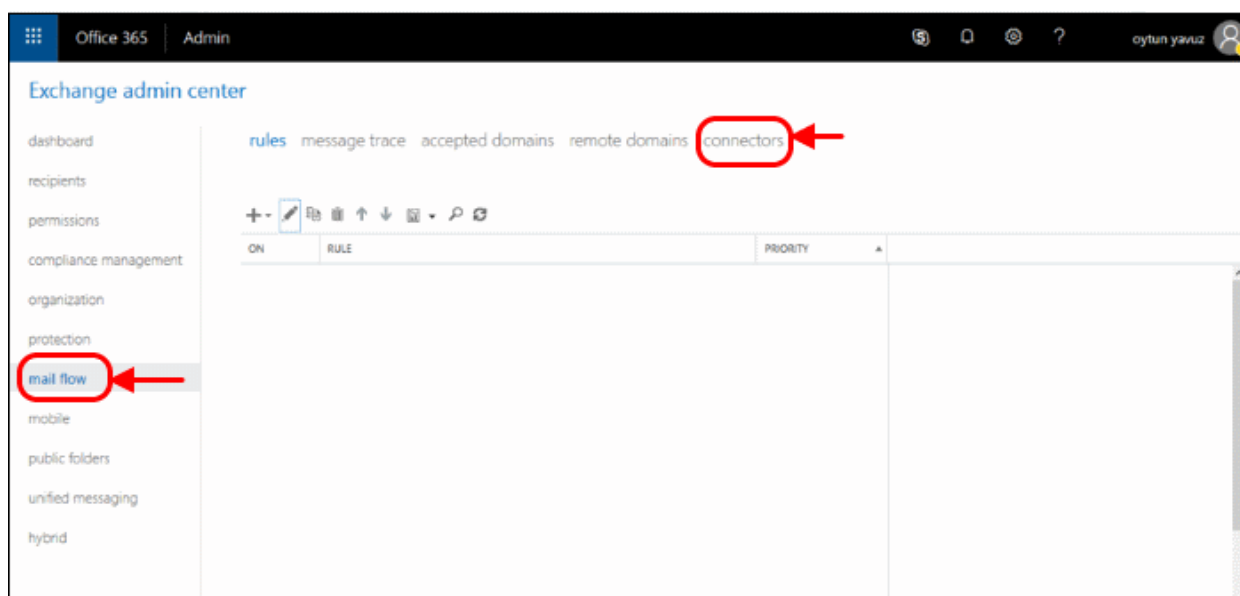 Office 365 Admin oytun yavuz
Exchange admin center
dashboard
rules message trace accepted domains remote domains connectors
recipients
permissions
ON RULE PRIORITY
compliance management
organization
protection
mail flow
mobile
public folders
unified messaging
hybrid